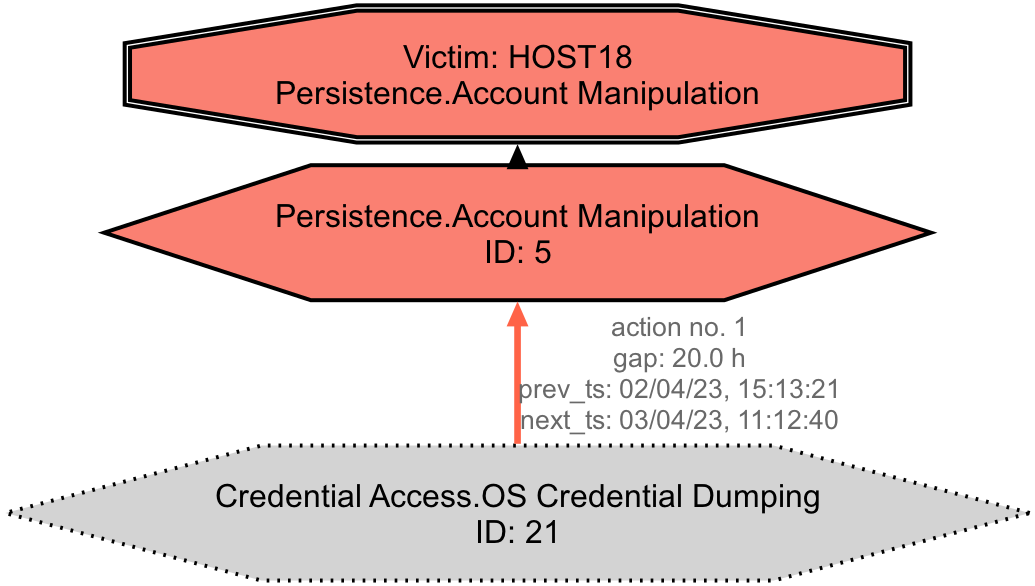 Victim: HOST18
Persistence.Account Manipulation
Persistence.Account Manipulation
ID: 5
action no. 1
gap: 20.0 h
prev_ts: 02/04/23, 15:13:21
next_ts: 03/04/23, 11:12:40
Credential Access.OS Credential Dumping
ID: 21